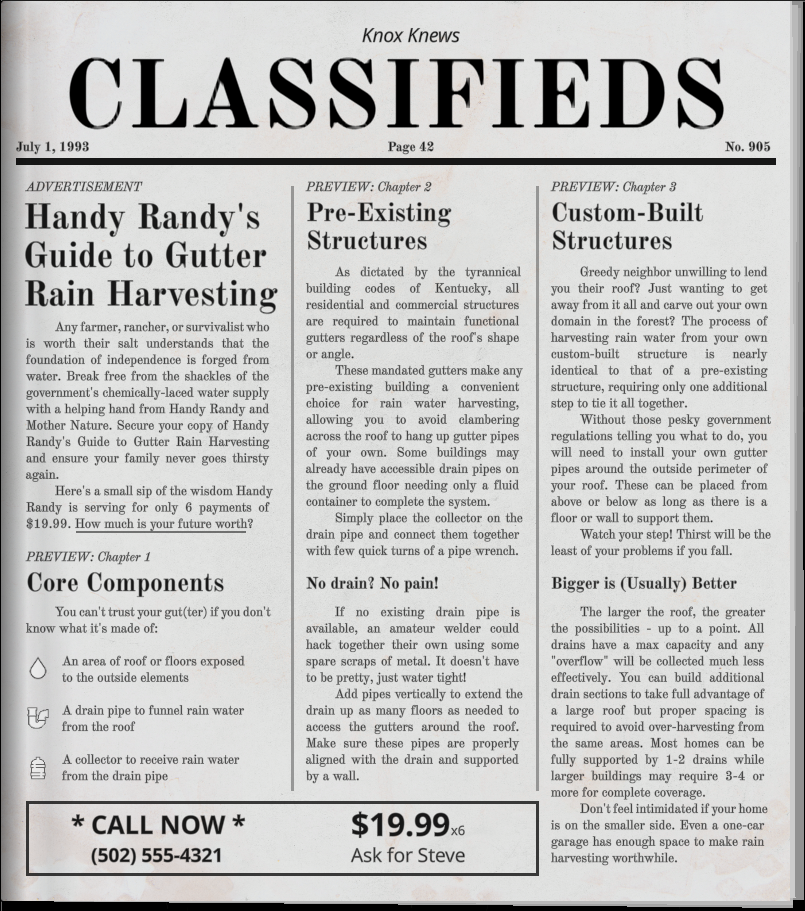 Knox Knews
CLASSIFIEDS
July 1, 1993
Page 42
No. 905
ADVERTISEMENT
Handy Randy's
Guide to Gutter
Rain Harvesting
Any farmer, rancher, or survivalist who
is worth their salt understands that the
foundation of independence is forged from
water. Break free from the shackles of the
government's chemically-laced water supply
with a helping hand from Handy Randy and
Mother Nature. Secure your copy of Handy
Randy's Guide to Gutter Rain Harvesting
and ensure your family never goes thirsty
again.
Here's a small sip of the wisdom Handy
Randy is serving for only 6 payments of
$19.99. How much is your future worth?
PREVIEW: Chapter 1
Core Components
You can't trust your gut(ter) if you don't
know what it's made of:
An area of roof or floors exposed
to the outside elements
A drain pipe to funnel rain water
from the roof
A collector to receive rain water
from the drain pipe
PREVIEW: Chapter 2
Pre-Existing
Structures
As dictated by the tyrannical
building codes of Kentucky, all
residential and commercial structures
are required to maintain functional
gutters regardless of the roof's shape
or angle.
These mandated gutters make any
pre-existing building a convenient
choice for rain water harvesting,
allowing you to avoid clambering
across the roof to hang up gutter pipes
of your own. Some buildings may
already have accessible drain pipes on
the ground floor needing only a fluid
container to complete the system.
Simply place the collector on the
drain pipe and connect them together
with few quick turns of a pipe wrench.
No drain? No pain!
If no existing drain pipe is
available, an amateur welder could
hack together their own using some
spare scraps of metal. It doesn't have
to be pretty, just water tight!
Add pipes vertically to extend the
drain up as many floors as needed to
access the gutters around the roof.
Make sure these pipes are properly
aligned with the drain and supported
by a wall.
PREVIEW: Chapter 3
Custom-Built
Structures
Greedy neighbor unwilling to lend
you their roof? Just wanting to get
away from it all and carve out your own
domain in the forest? The process of
harvesting rain water from your own
custom-built structure is nearly
identical to that of a pre-existing
structure, requiring only one additional
step to tie it all together.
Without those pesky government
regulations telling you what to do, you
will need to install your own gutter
pipes around the outside perimeter of
your roof. These can be placed from
above or below as long as there is a
floor or wall to support them.
Watch your step! Thirst will be the
least of your problems if you fall.
Bigger is (Usually) Better
The larger the roof, the greater
the possibilities - up to a point. All
drains have a max capacity and any
"overflow" will be collected much less
effectively. You can build additional
drain sections to take full advantage of
a large roof but proper spacing is
required to avoid over-harvesting from
the same areas. Most homes can be
fully supported by 1-2 drains while
larger buildings may require 3-4 or
more for complete coverage.
Don't feel intimidated if your home
is on the smaller side. Even a one-car
garage has enough space to make rain
harvesting worthwhile.
* CALL NOW *
(502) 555-4321
$19.99x6
Ask for Steve